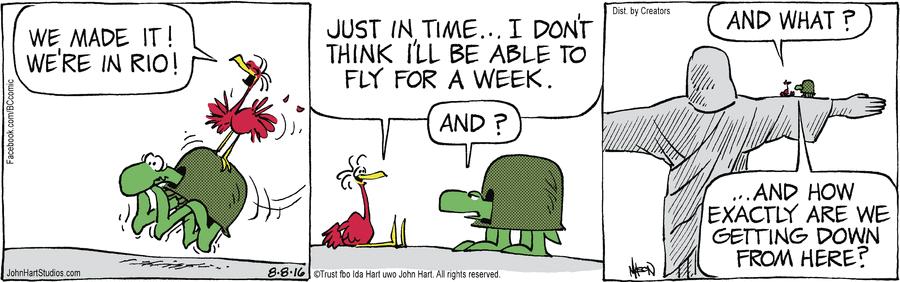 WE MADE IT!
WE'RE IN RIO!
Facebook.com/BCcomic
JohnHartStudios.com
8-8-16
JUST IN TIME... I DON'T
THINK I'LL BE ABLE TO
FLY FOR A WEEK.
AND?
©Trust fbo Ida Hart uwo John Hart. All rights reserved.
Dist. by Creators
AND WHAT?
...AND HOW
EXACTLY ARE WE
GETTING DOWN
FROM HERE?